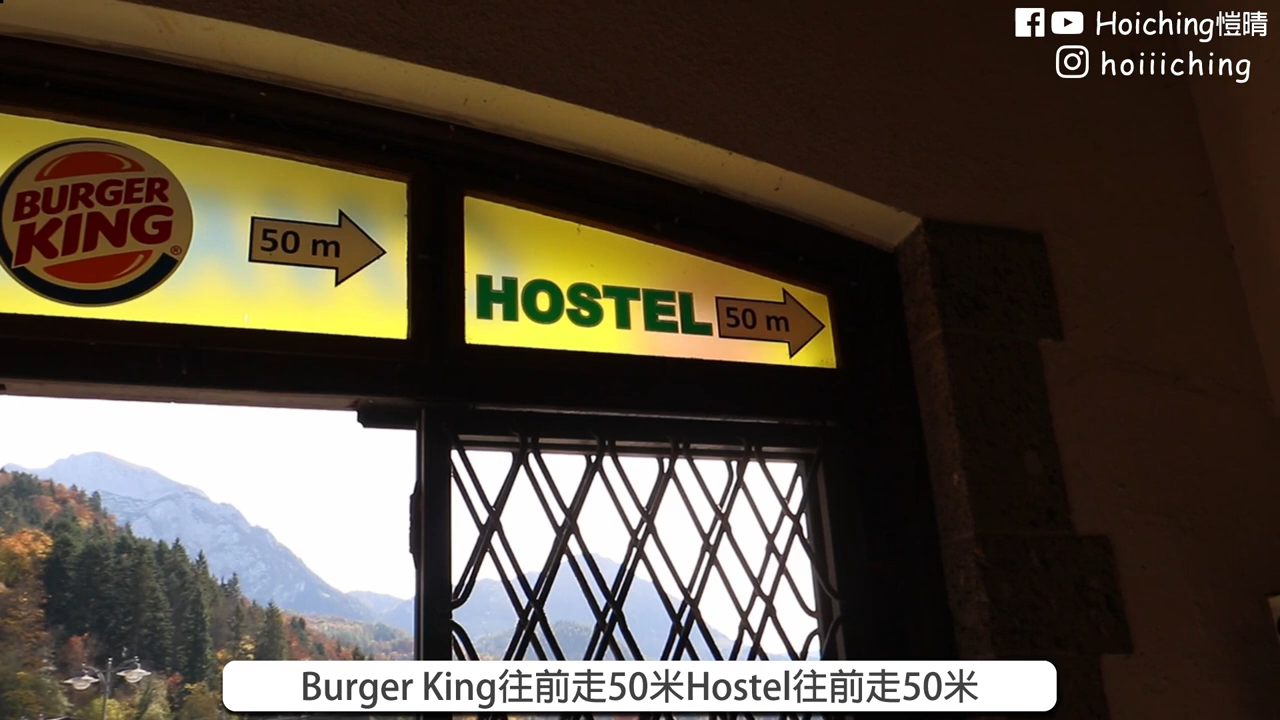 Hoiching愷晴
hoiiiching
BURGER
KING®
50 m
HOSTEL
50 m
Burger King往前走50米Hostel往前走50米